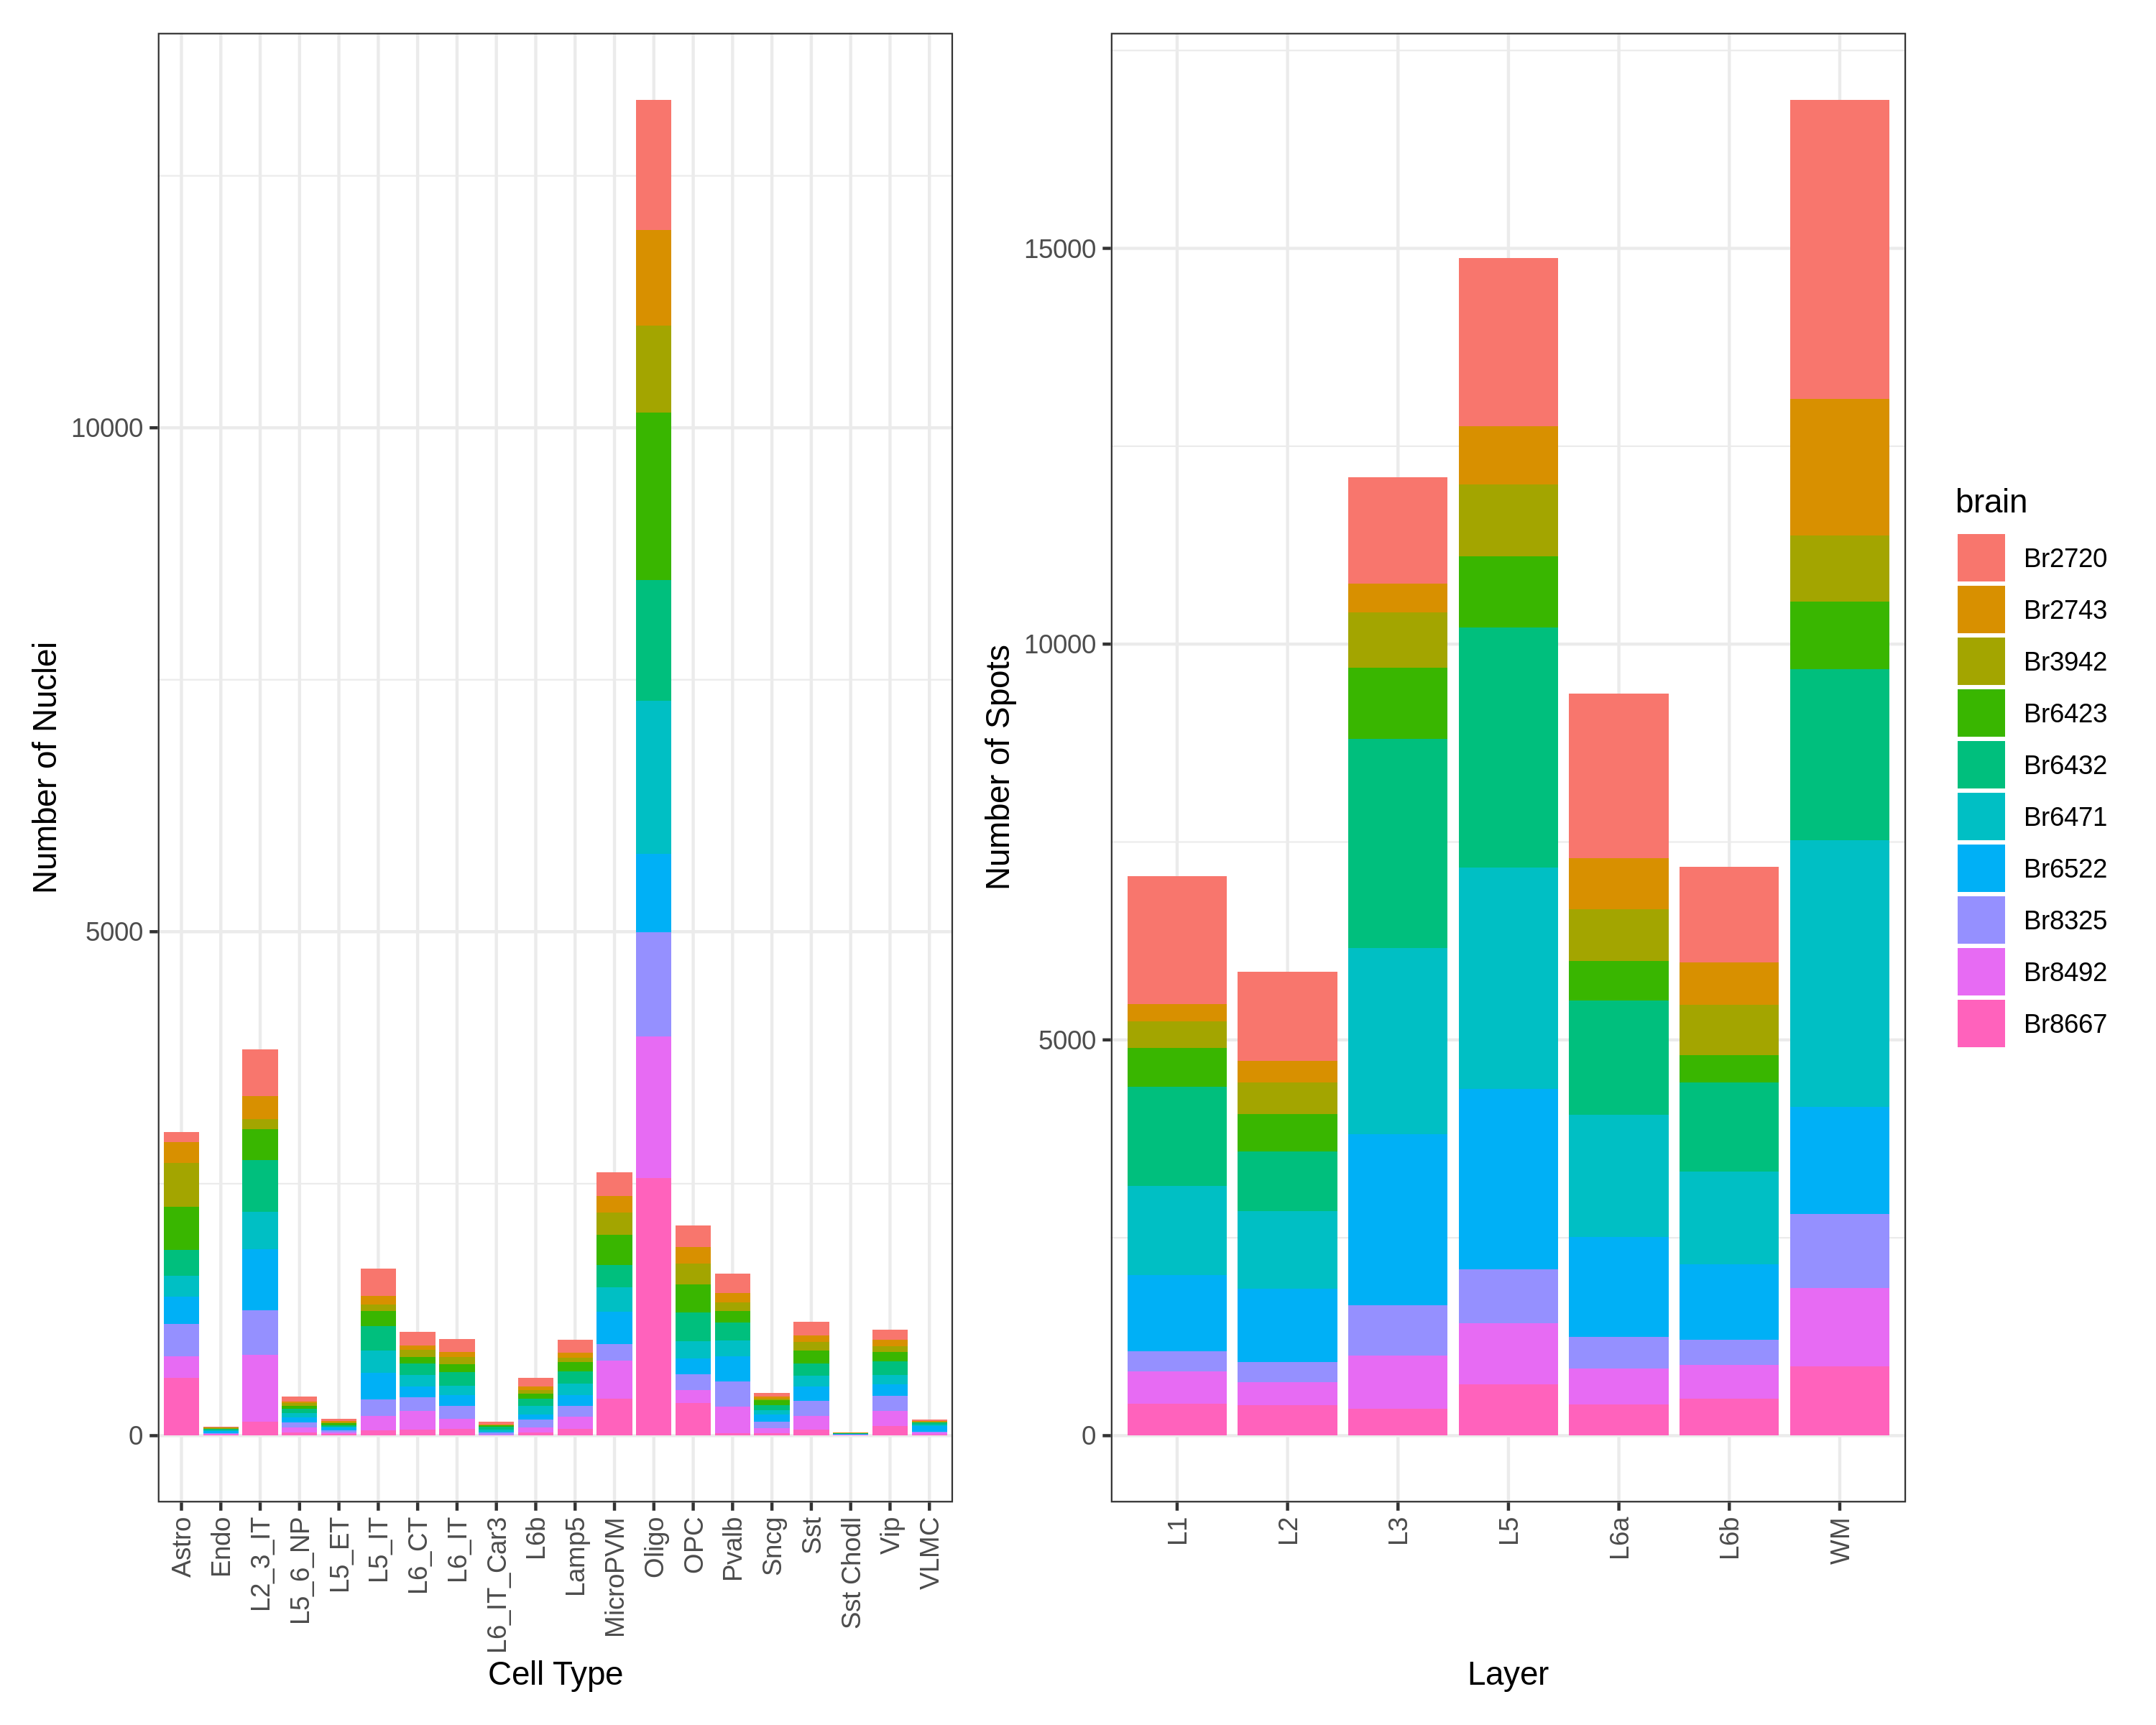 Number of Nuclei
10000
5000
0
Astro
Endo
L2_3_IT
L5_6_NP
L5_ET
L5_IT
L6_CT
L6_IT
L6_IT_Car3
L6b
Lamp5
MicroPVM
Oligo
OPC
Pvalb
Sncg
Sst
Sst Chodl
Vip
VLMC
Cell Type
Number of Spots
15000
10000
5000
0
L1
L2
L3
L5
L6a
L6b
WM
Layer
brain
Br2720
Br2743
Br3942
Br6423
Br6432
Br6471
Br6522
Br8325
Br8492
Br8667